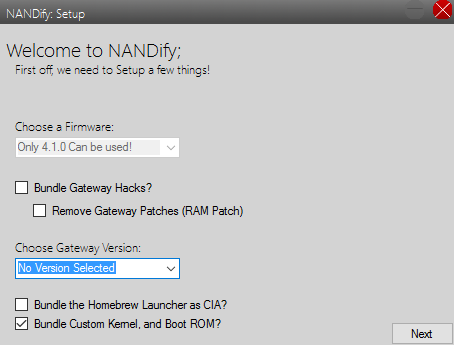 NANDify: Setup
Welcome to NANDify;
First off, we need to Setup a few things!
Choose a Firmware:
Only 4.1.0 Can be used!
Bundle Gateway Hacks?
Remove Gateway Patches (RAM Patch)
Choose Gateway Version:
No Version Selected
Bundle the Homebrew Launcher as CIA?
Bundle Custom Kernel, and Boot ROM?
Next